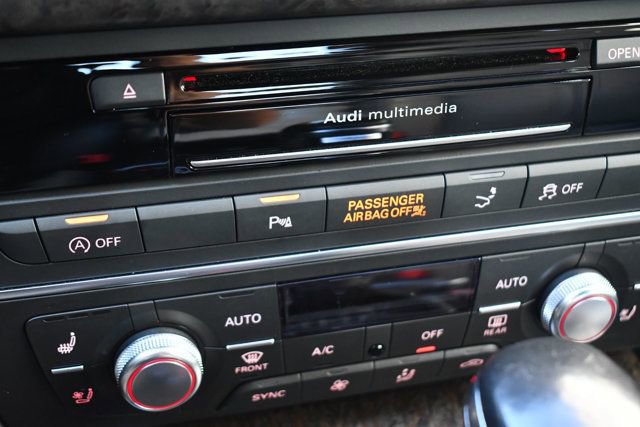 OPEN
Audi multimedia
A OFF
P
PASSENGER
AIRBAG OFF
OFF
AUTO
AUTO
OFF
A/C
REAR
FRONT
SYNC